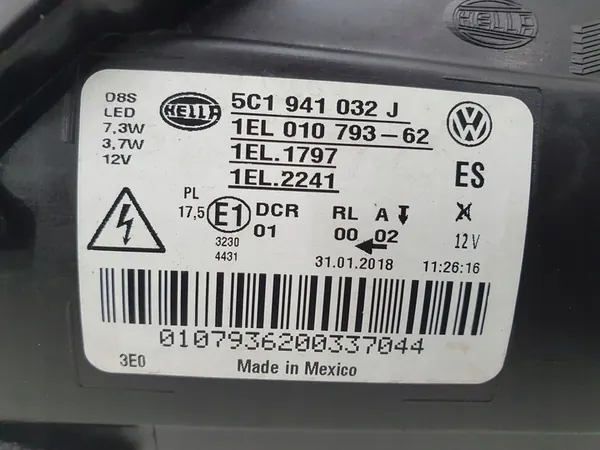 HELLA
D8S
LED
7,3W
3,7W
12V
HELLA
5C1 941 032 J
1EL 010 793-62
1EL.1797
1EL.2241
ES
PL
17,5
E1
DCR
01
RL
00
A
02
12V
3230
4431
31.01.2018
11:26:16
0107936200337044
3E0
Made in Mexico